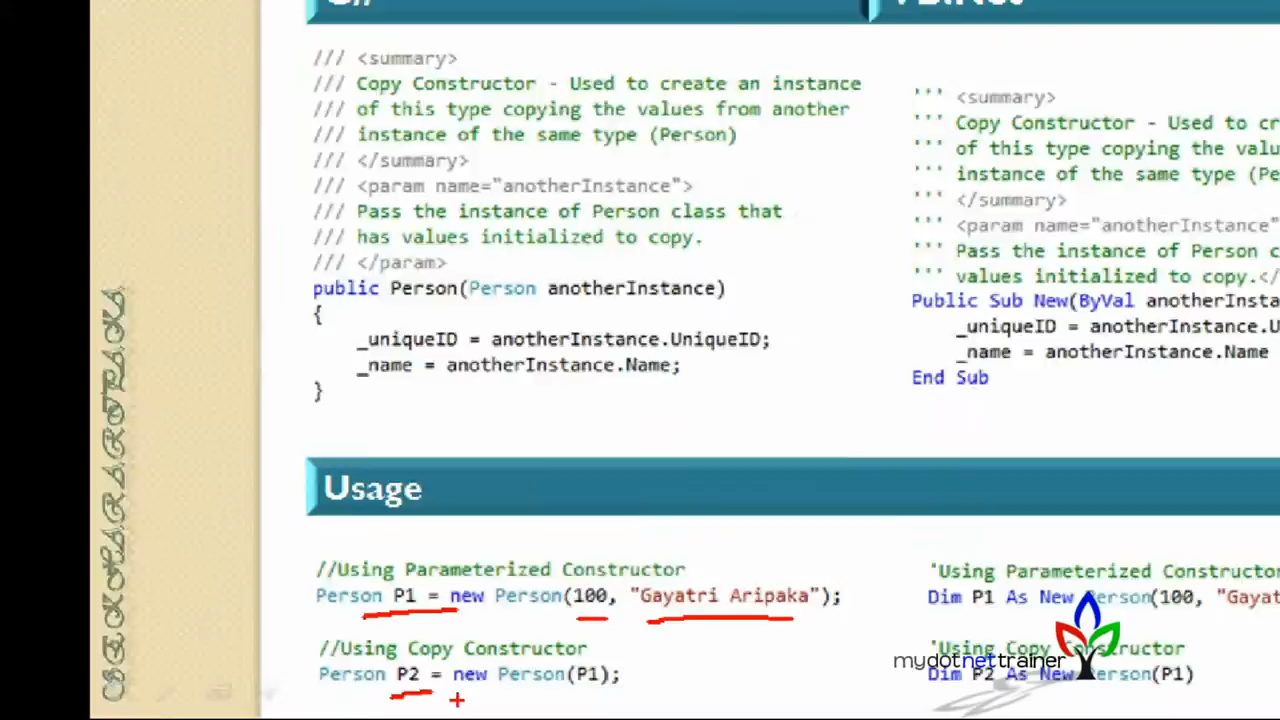 C# VB.Net
/// <summary>
/// Copy Constructor - Used to create an instance
/// of this type copying the values from another
/// instance of the same type (Person)
/// </summary>
/// <param name="anotherInstance">
/// Pass the instance of Person class that
/// has values initialized to copy.
/// </param>
public Person(Person anotherInstance)
{
_uniqueID = anotherInstance.UniqueID;
_name = anotherInstance.Name;
}
''' <summary>
''' Copy Constructor - Used to cr
''' of this type copying the valu
''' instance of the same type (Pe
''' </summary>
''' <param name="anotherInstance"
''' Pass the instance of Person c
''' values initialized to copy.</
Public Sub New(ByVal anotherInsta
_uniqueID = anotherInstance.U
_name = anotherInstance.Name
End Sub
Usage
//Using Parameterized Constructor
Person P1 = new Person(100, "Gayatri Aripaka");
//Using Copy Constructor
Person P2 = new Person(P1);
'Using Parameterized Constructo
Dim P1 As New Person(100, "Gayat
'Using Copy Constructor
Dim P2 As New Person(P1)
mydotnettrainer